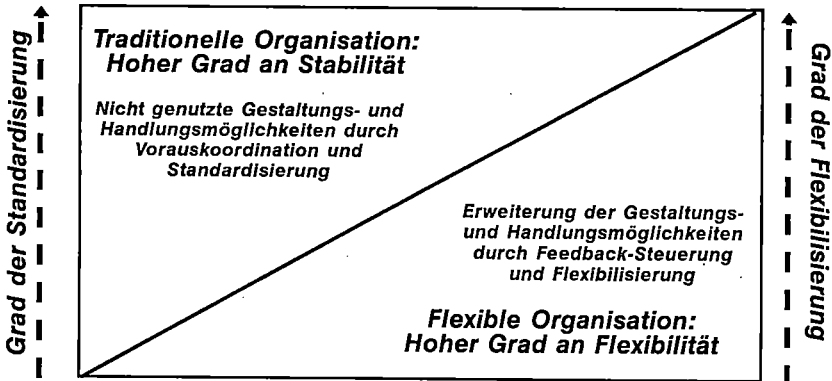 Grad der Standardisierung
Traditionelle Organisation:
Hoher Grad an Stabilität
Nicht genutzte Gestaltungs- und
Handlungsmöglichkeiten durch
Vorauskoordination und
Standardisierung
Erweiterung der Gestaltungs-
und Handlungsmöglichkeiten
durch Feedback-Steuerung
und Flexibilisierung
Flexible Organisation:
Hoher Grad an Flexibilität
Grad der Flexibilisierung